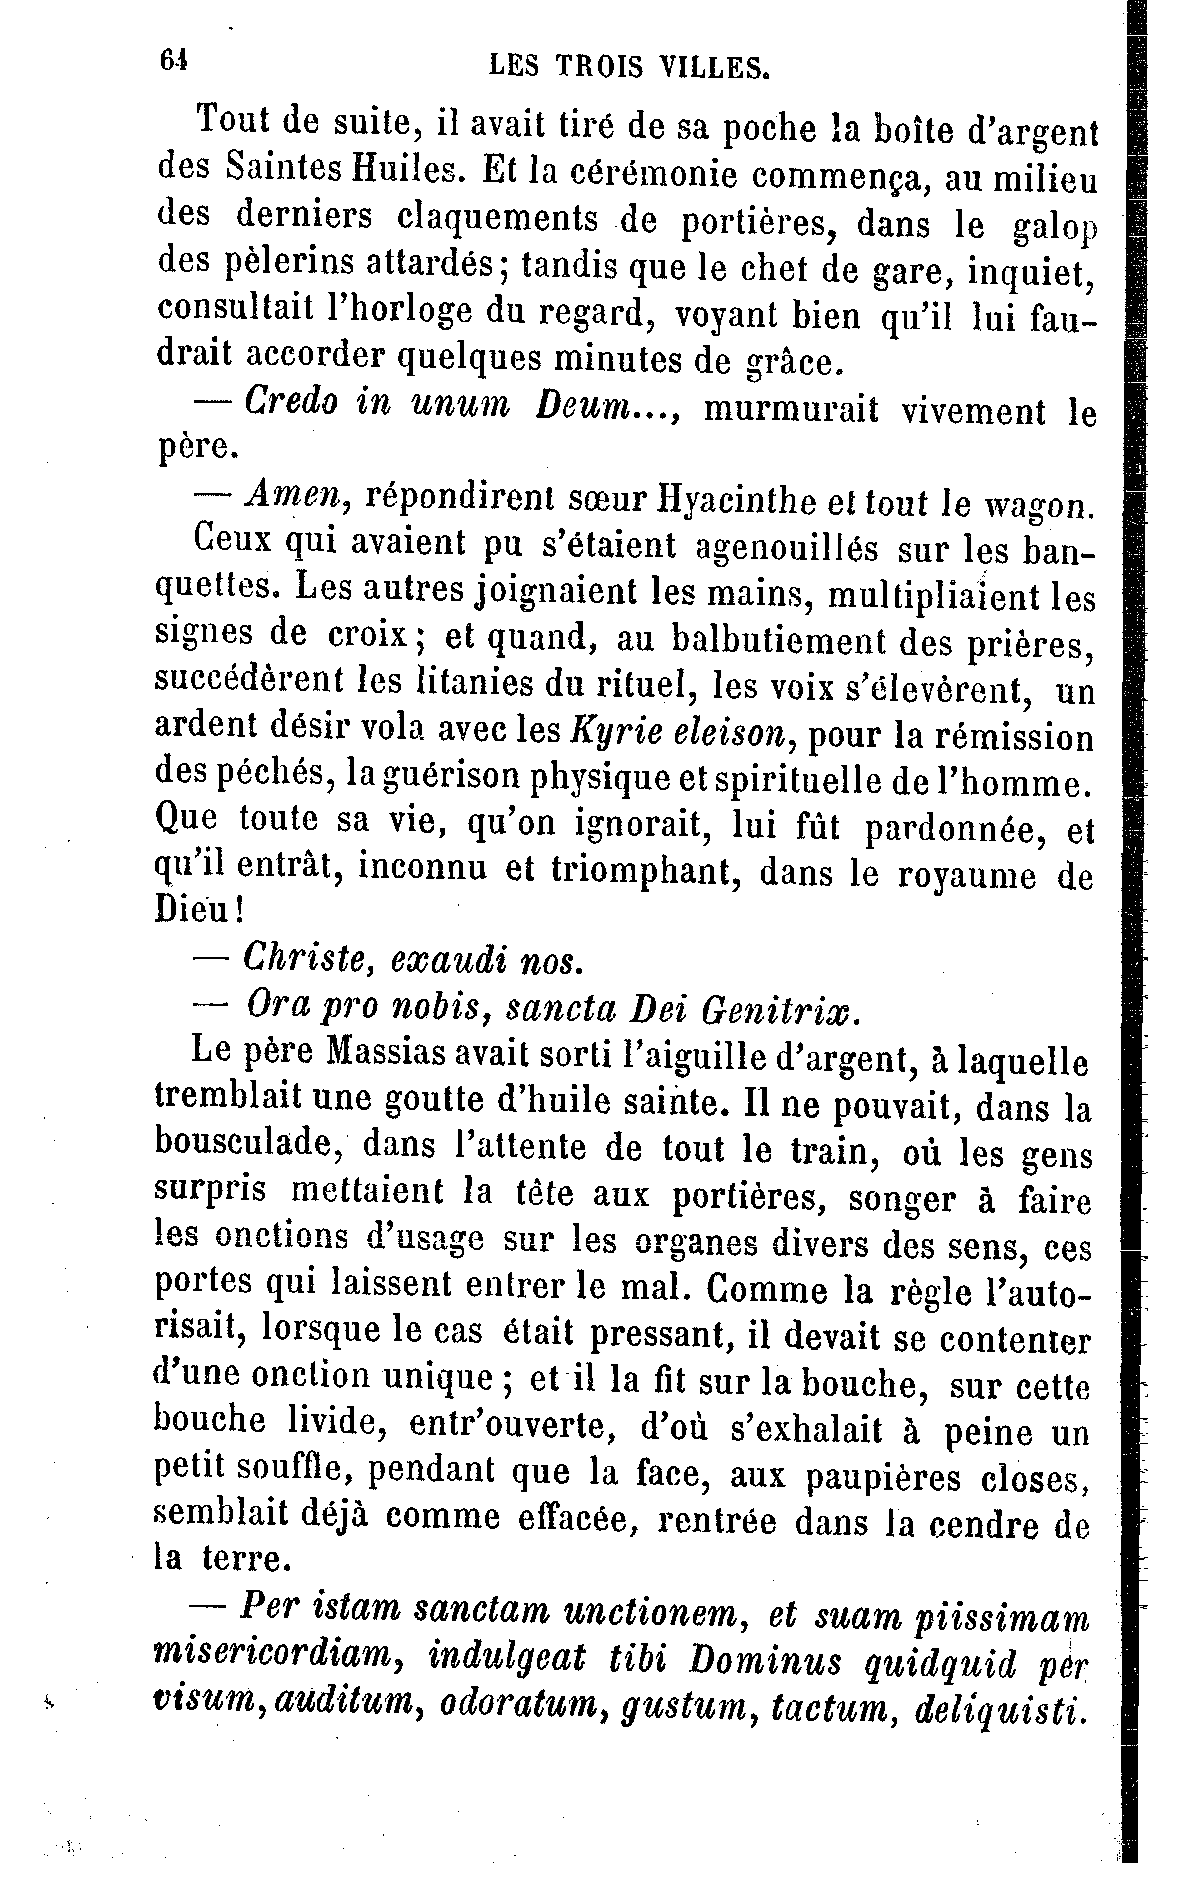 64 LES TROIS VILLES.
Tout de suite, il avait tiré de sa poche la boîte d'argent
des Saintes Huiles. Et la cérémonie commença, au milieu
des derniers claquements de portières, dans le galop
des pèlerins attardés; tandis que le chef de gare, inquiet,
consultait l'horloge du regard, voyant bien qu'il lui fau-
drait accorder quelques minutes de grâce.
— Credo in unum Deum..., murmurait vivement le
père.
— Amen, répondirent sœur Hyacinthe et tout le wagon.
Ceux qui avaient pu s'étaient agenouillés sur les ban-
quettes. Les autres joignaient les mains, multipliaient les
signes de croix; et quand, au balbutiement des prières,
succédèrent les litanies du rituel, les voix s'élevèrent, un
ardent désir vola avec les Kyrie eleison, pour la rémission
des péchés, la guérison physique et spirituelle de l'homme.
Que toute sa vie, qu'on ignorait, lui fût pardonnée, et
qu'il entrât, inconnu et triomphant, dans le royaume de
Dieu!
— Christe, exaudi nos.
— Ora pro nobis, sancta Dei Genitrix.
Le père Massias avait sorti l'aiguille d'argent, à laquelle
tremblait une goutte d'huile sainte. Il ne pouvait, dans la
bousculade, dans l'attente de tout le train, où les gens
surpris mettaient la tête aux portières, songer à faire
les onctions d'usage sur les organes divers des sens, ces
portes qui laissent entrer le mal. Comme la règle l'auto-
risait, lorsque le cas était pressant, il devait se contenter
d'une onction unique; et il la fit sur la bouche, sur cette
bouche livide, entr'ouverte, d'où s'exhalait à peine un
petit souffle, pendant que la face, aux paupières closes,
semblait déjà comme effacée, rentrée dans la cendre de
la terre.
— Per istam sanctam unctionem, et suam piissimam
misericordiam, indulgeat tibi Dominus quidquid per
visum, auditum, odoratum, gustum, tactum, deliquisti.